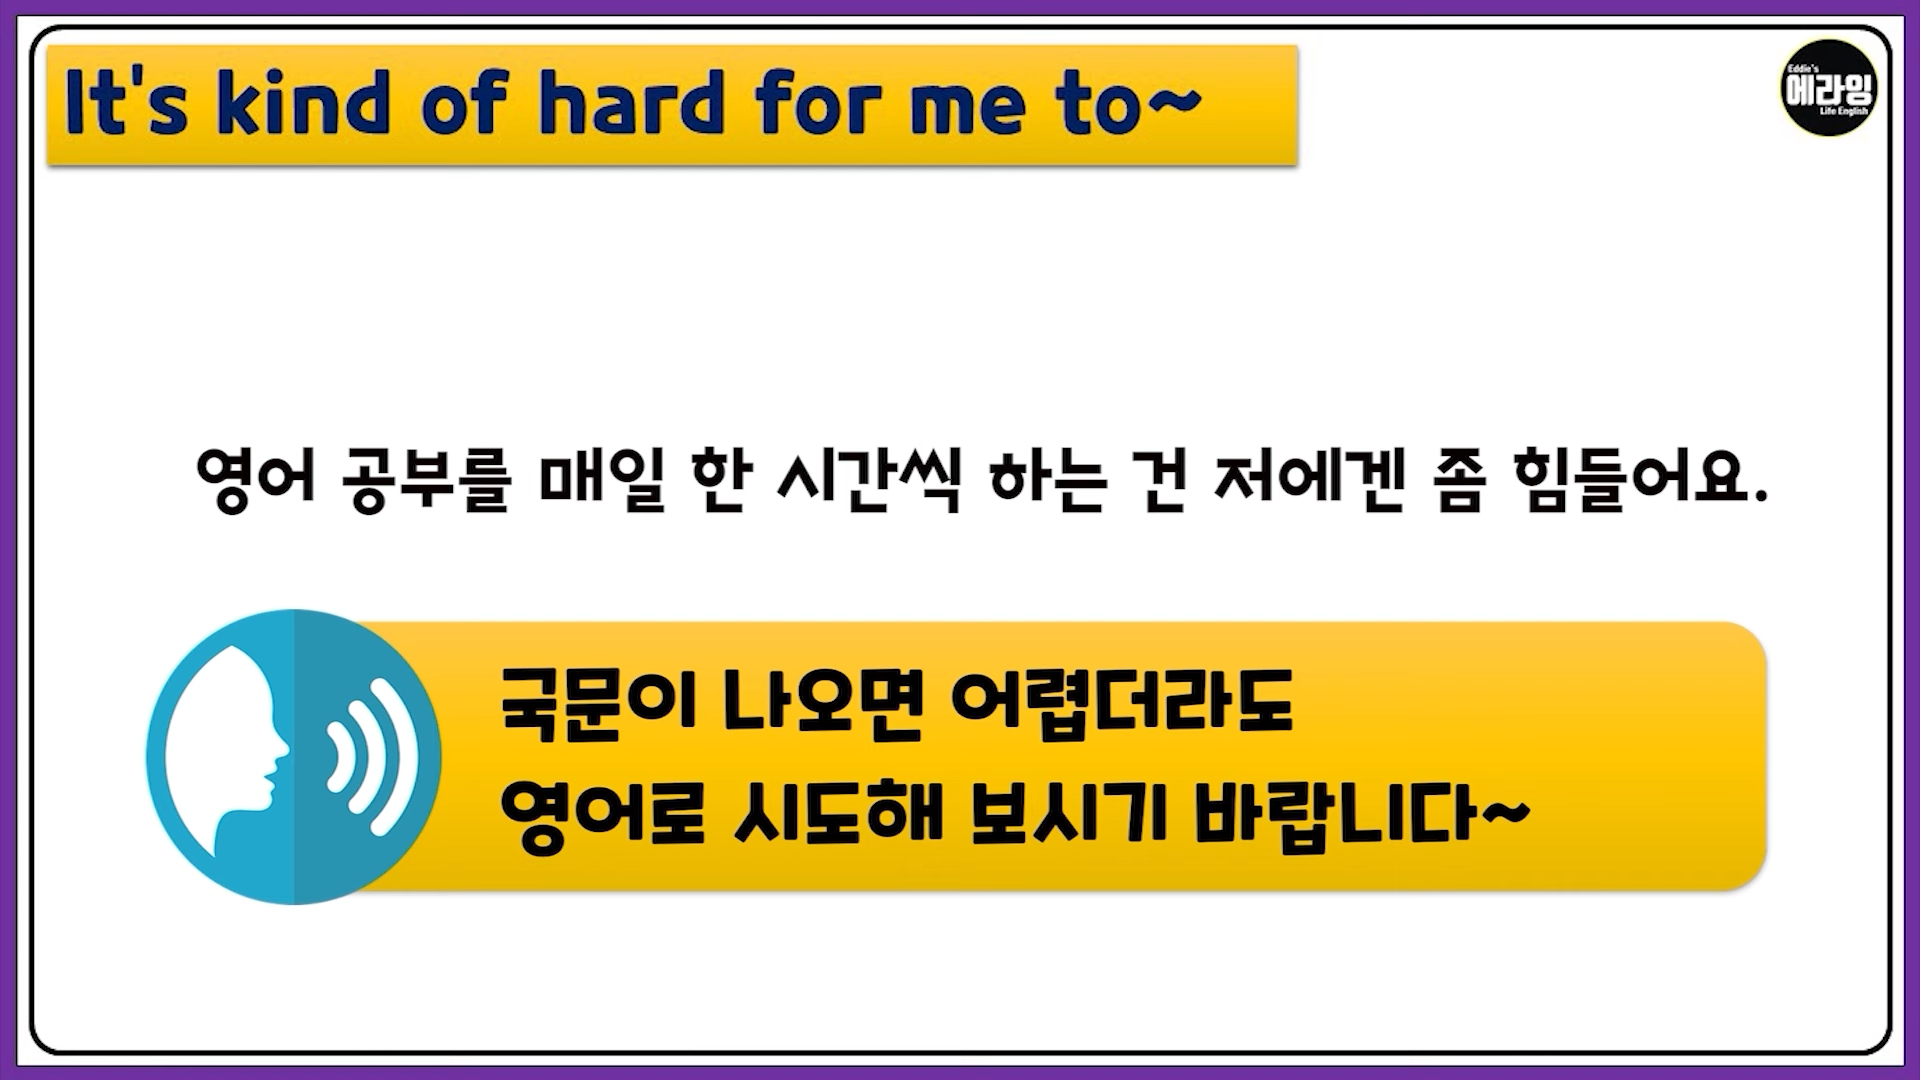 It's kind of hard for me to~
Eddie's
에라잉
Life English
영어 공부를 매일 한 시간씩 하는 건 저에겐 좀 힘들어요.
국문이 나오면 어렵더라도
영어로 시도해 보시기 바랍니다~